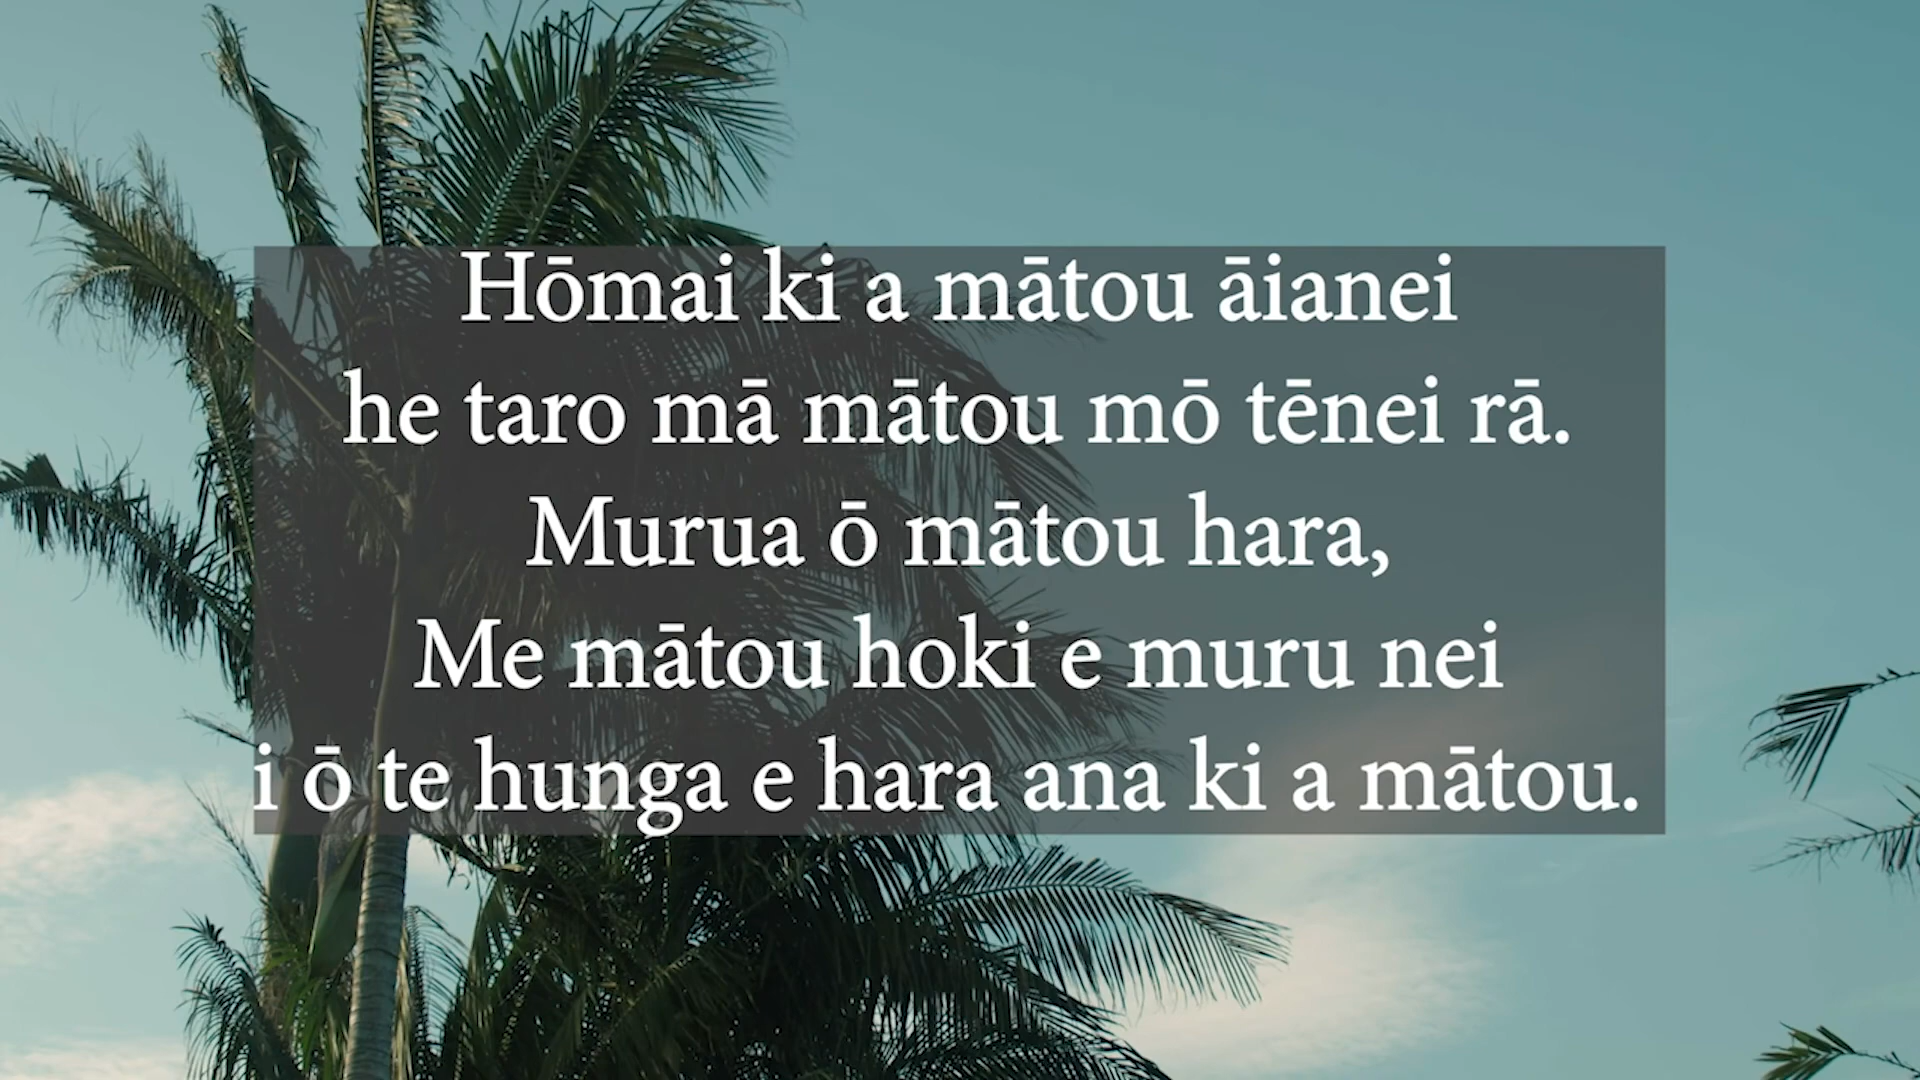 Hōmai ki a mātou āianei
he taro mā mātou mō tēnei rā.
Murua ō mātou hara,
Me mātou hoki e muru nei
i ō te hunga e hara ana ki a mātou.